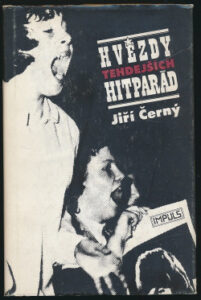 HVĚZDY
TEHDEJŠÍCH
HITPARÁD
Jiří Černý
IMPULS